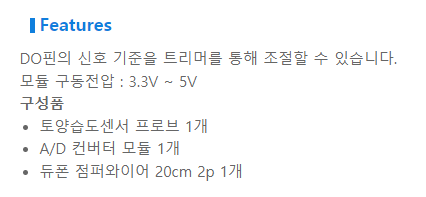 Features
DO핀의 신호 기준을 트리머를 통해 조절할 수 있습니다.
모듈 구동전압 : 3.3V ~ 5V
구성품
• 토양습도센서 프로브 1개
• A/D 컨버터 모듈 1개
• 듀폰 점퍼와이어 20cm 2p 1개